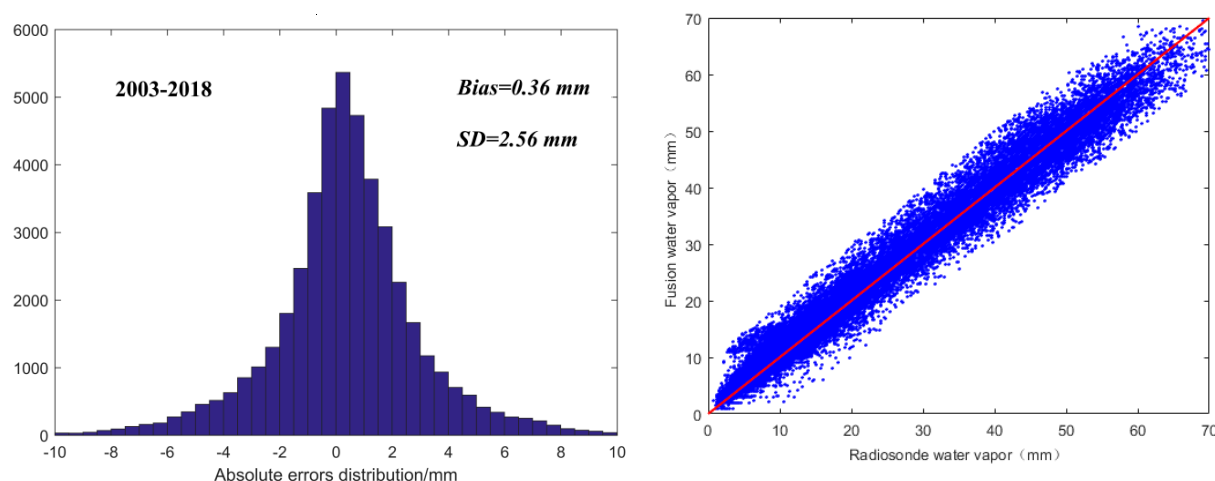 6000
5000
4000
3000
2000
1000
0
2003-2018
Bias=0.36 mm
SD=2.56 mm
-10 -8 -6 -4 -2 0 2 4 6 8 10
Absolute errors distribution/mm
70
60
50
40
30
20
10
0
Fusion water vapor（mm）
0 10 20 30 40 50 60 70
Radiosonde water vapor（mm）